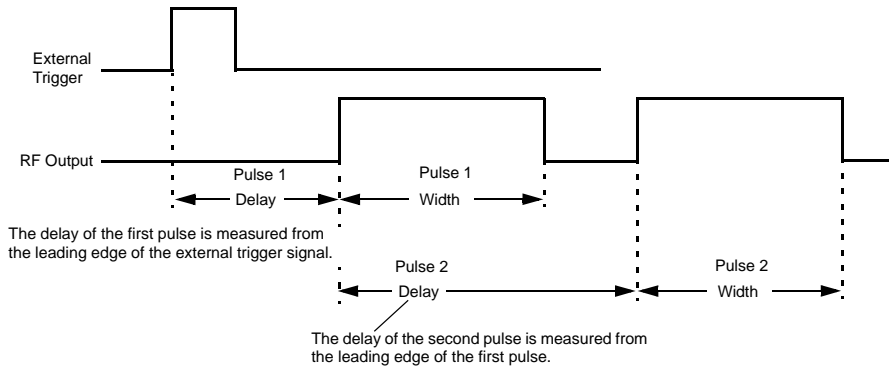 External
Trigger
RF Output
Pulse 1
Delay
Pulse 1
Width
The delay of the first pulse is measured from
the leading edge of the external trigger signal.
Pulse 2
Delay
Pulse 2
Width
The delay of the second pulse is measured from
the leading edge of the first pulse.